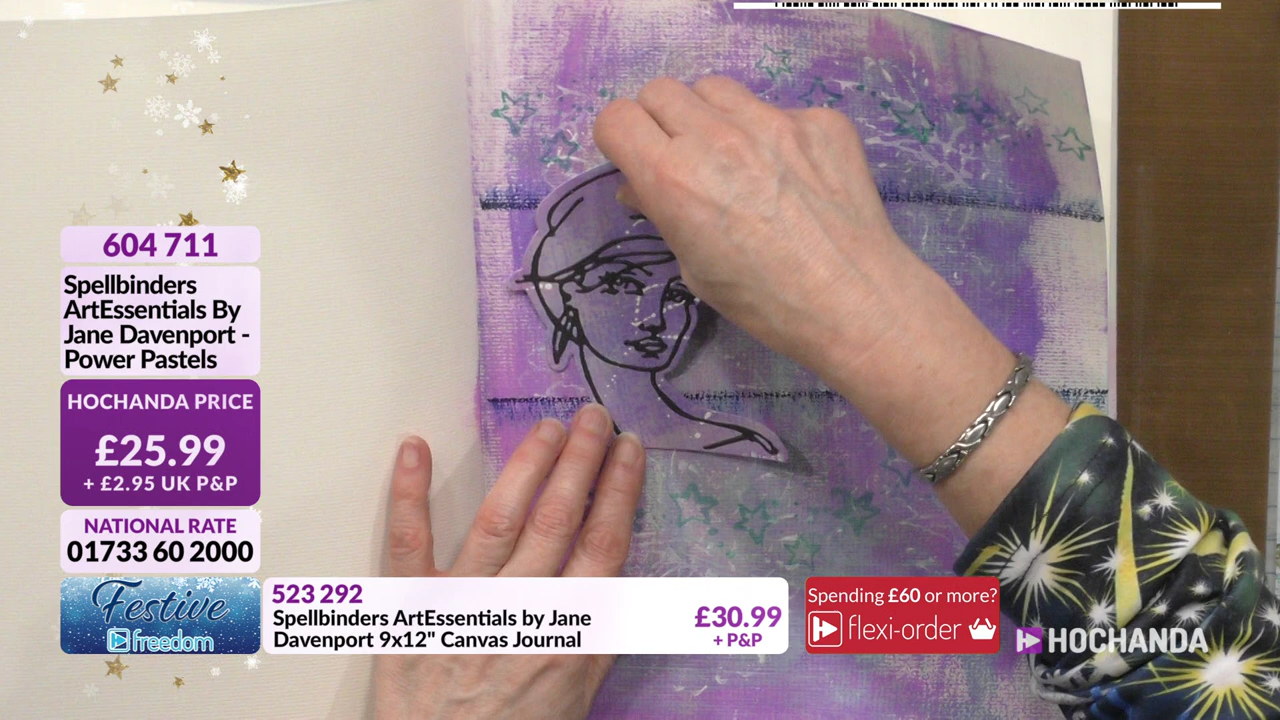 604 711
Spellbinders
ArtEssentials By
Jane Davenport -
Power Pastels
HOCHANDA PRICE
£25.99
+ £2.95 UK P&P
NATIONAL RATE
01733 60 2000
Festive
freedom
523 292
Spellbinders ArtEssentials by Jane
Davenport 9x12" Canvas Journal
£30.99
+ P&P
Spending £60 or more?
flexi-order
HOCHANDA